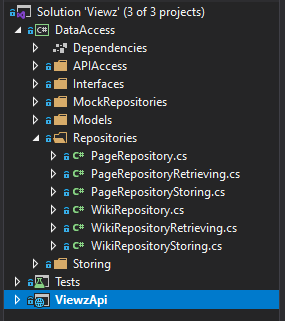 Solution 'Viewz' (3 of 3 projects)
C# DataAccess
Dependencies
APIAccess
Interfaces
MockRepositories
Models
Repositories
C# PageRepository.cs
C# PageRepositoryRetrieving.cs
C# PageRepositoryStoring.cs
C# WikiRepository.cs
C# WikiRepositoryRetrieving.cs
C# WikiRepositoryStoring.cs
Storing
Tests
ViewzApi